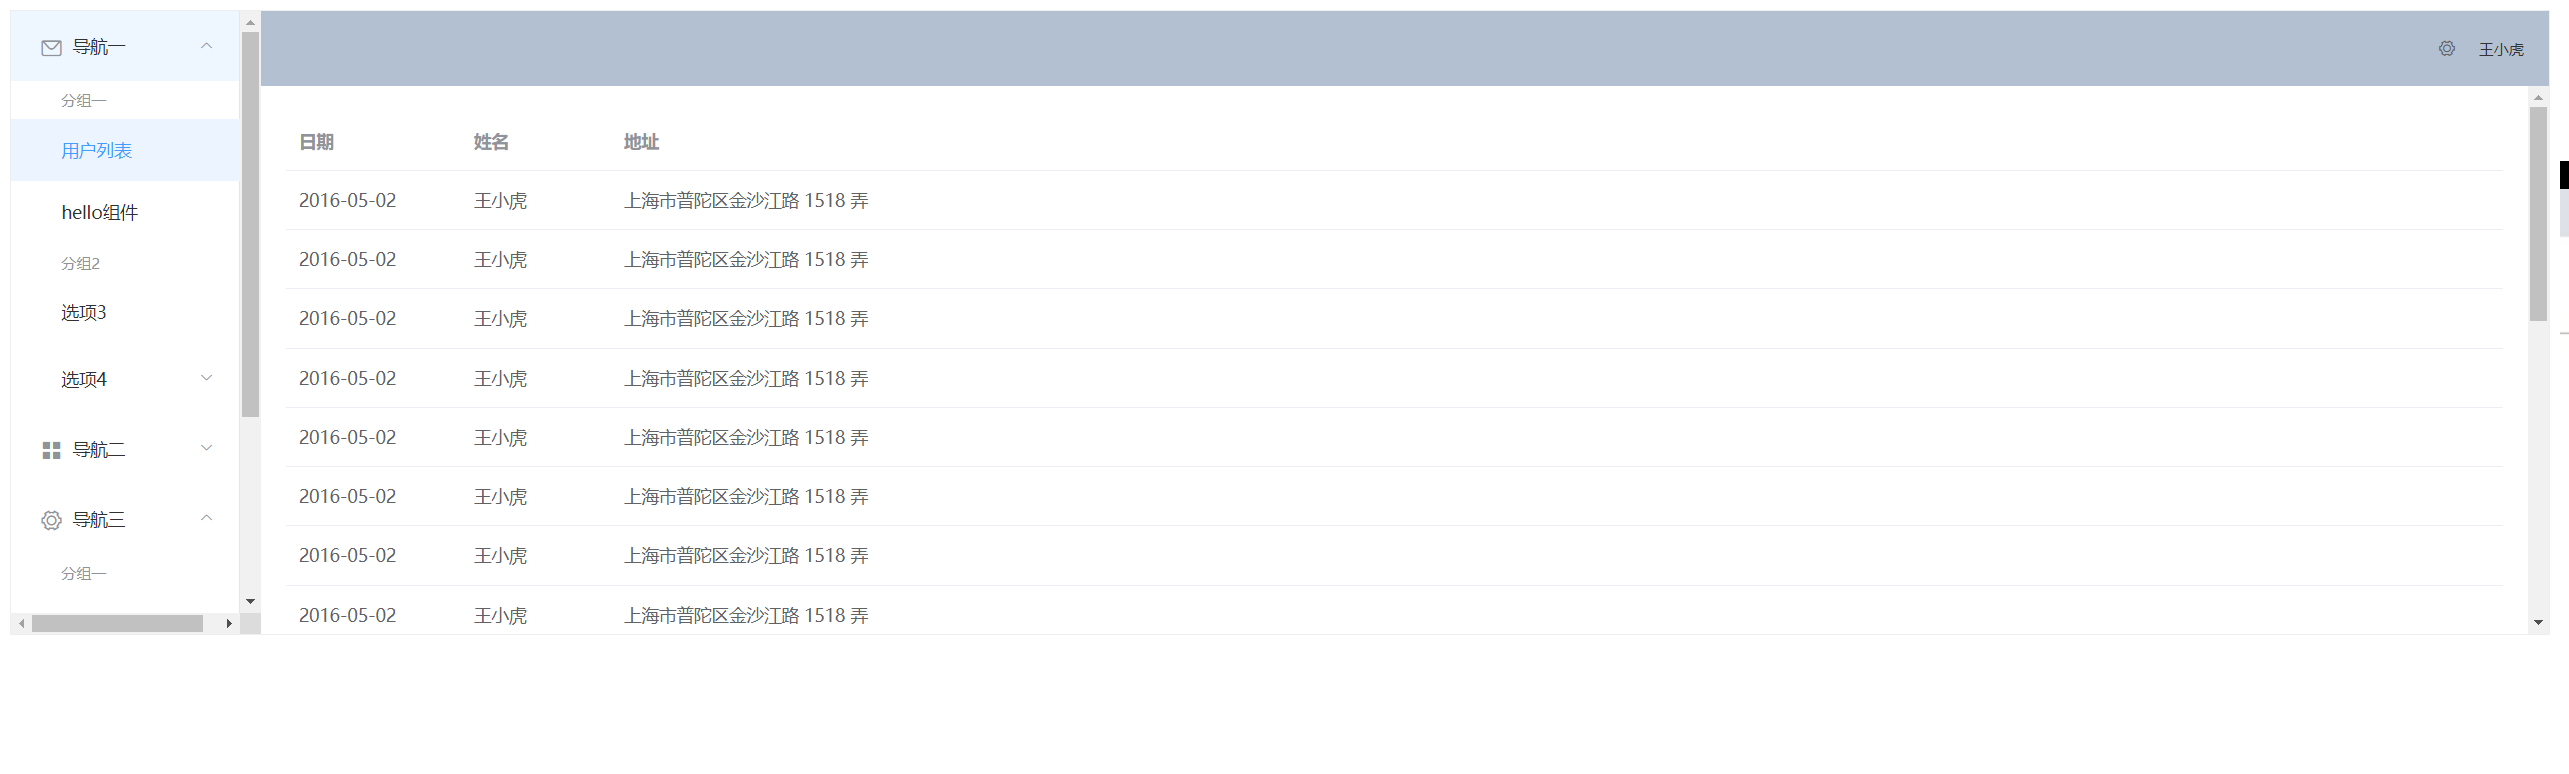 导航一
分组一
用户列表
hello组件
分组2
选项3
选项4
导航二
导航三
分组一
王小虎
日期 姓名 地址
2016-05-02 王小虎 上海市普陀区金沙江路 1518 弄
2016-05-02 王小虎 上海市普陀区金沙江路 1518 弄
2016-05-02 王小虎 上海市普陀区金沙江路 1518 弄
2016-05-02 王小虎 上海市普陀区金沙江路 1518 弄
2016-05-02 王小虎 上海市普陀区金沙江路 1518 弄
2016-05-02 王小虎 上海市普陀区金沙江路 1518 弄
2016-05-02 王小虎 上海市普陀区金沙江路 1518 弄
2016-05-02 王小虎 上海市普陀区金沙江路 1518 弄